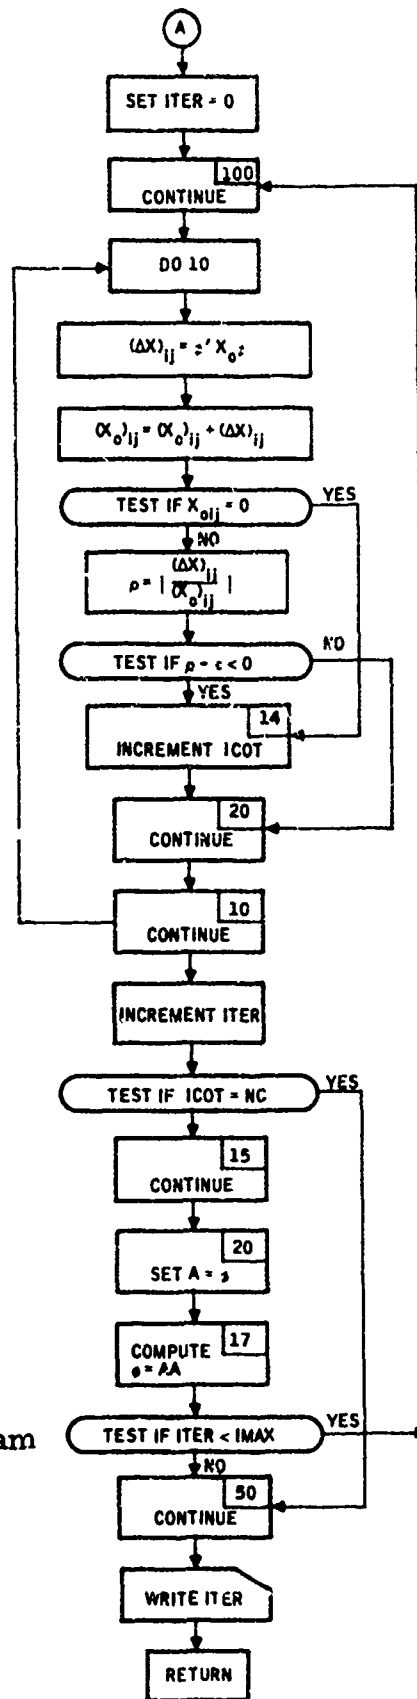 A
SET ITER = 0
100
CONTINUE
DO 10
(ΔX)ij = ' Xo
(Xo)ij = (Xo)ij + (ΔX)ij
TEST IF Xoij = 0
YES
NO
(ΔX)ij
ρ = | |
(Xo)ij
TEST IF ρ - ε < 0
NO
YES
14
INCREMENT ICOT
20
CONTINUE
10
CONTINUE
INCREMENT ITER
TEST IF ICOT = NC
YES
15
CONTINUE
20
SET A =
17
COMPUTE
= AA
am
TEST IF ITER < IMAX
YES
NO
50
CONTINUE
WRITE ITER
RETURN